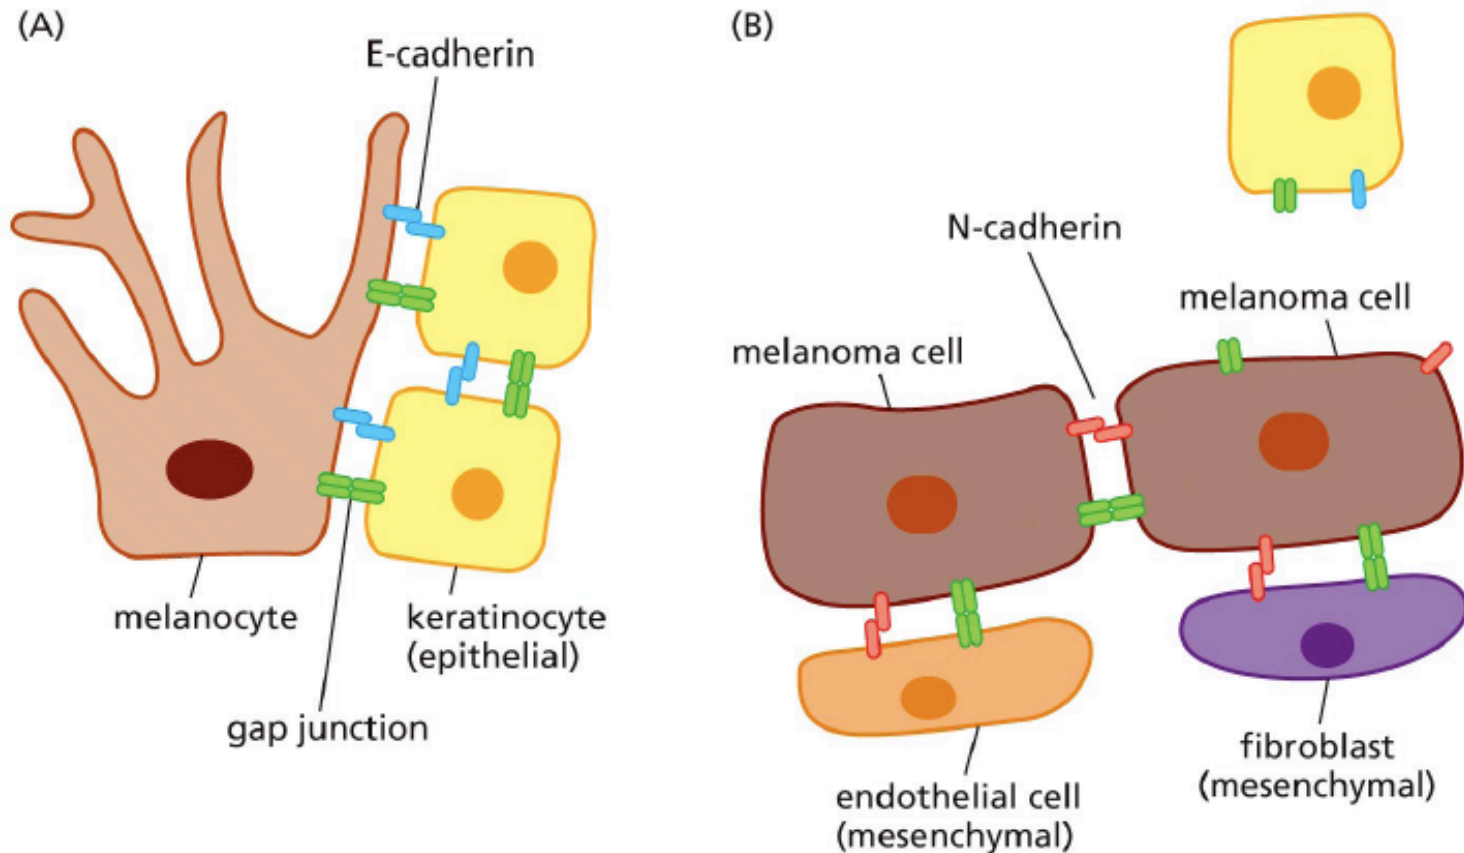 (A)
E-cadherin
melanocyte
keratinocyte
(epithelial)
gap junction
(B)
N-cadherin
melanoma cell
melanoma cell
endothelial cell
(mesenchymal)
fibroblast
(mesenchymal)